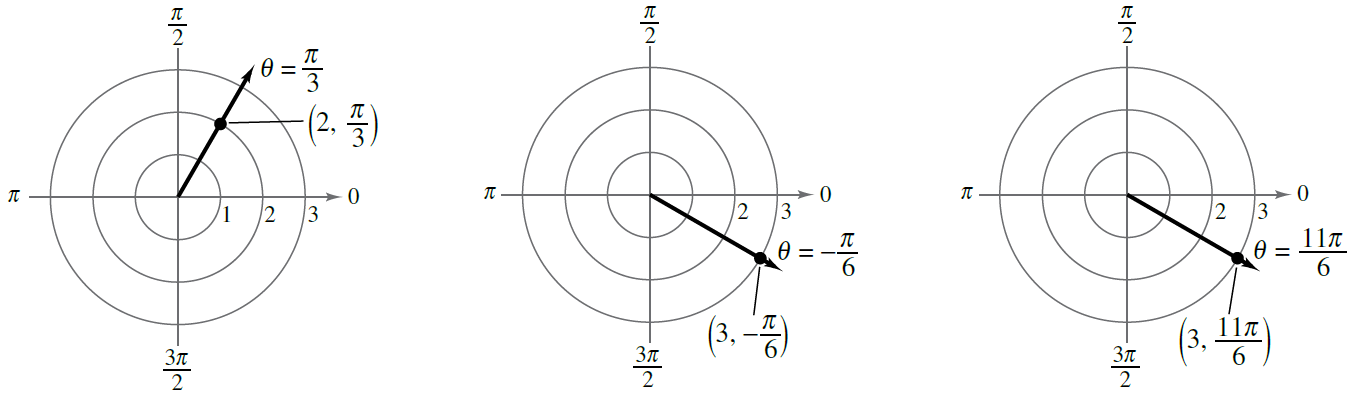 π/2
θ = π/3
(2, π/3)
π
0
1 2 3
3π/2
π/2
π
0
2 3
θ = −π/6
(3, −π/6)
3π/2
π/2
π
0
2 3
θ = 11π/6
(3, 11π/6)
3π/2